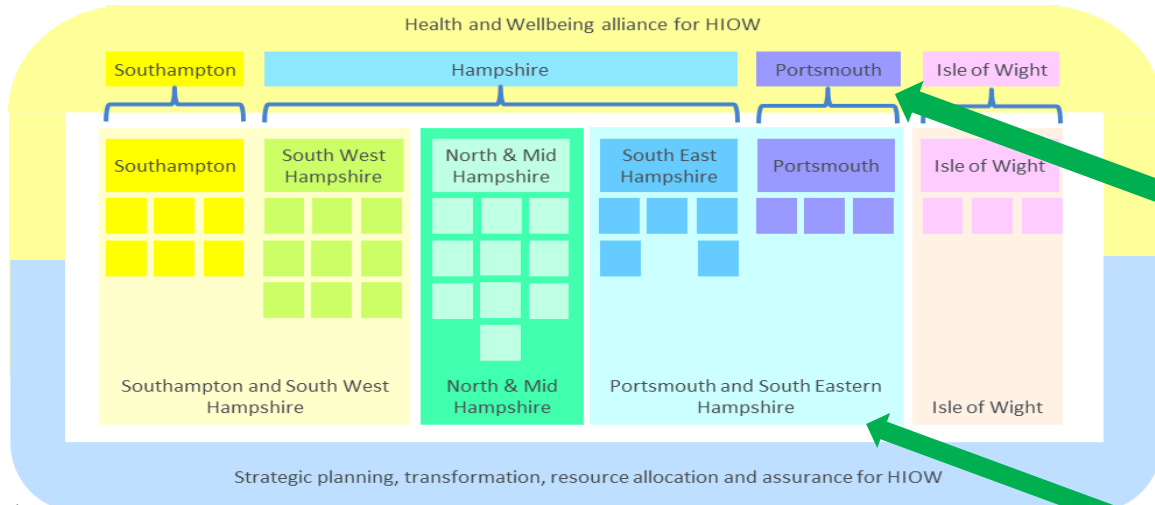 Health and Wellbeing alliance for HIOW
Southampton
Hampshire
Portsmouth
Isle of Wight
Southampton
South West
Hampshire
North & Mid
Hampshire
South East
Hampshire
Portsmouth
Isle of Wight
Southampton and South West
Hampshire
North & Mid
Hampshire
Portsmouth and South Eastern
Hampshire
Isle of Wight
Strategic planning, transformation, resource allocation and assurance for HIOW